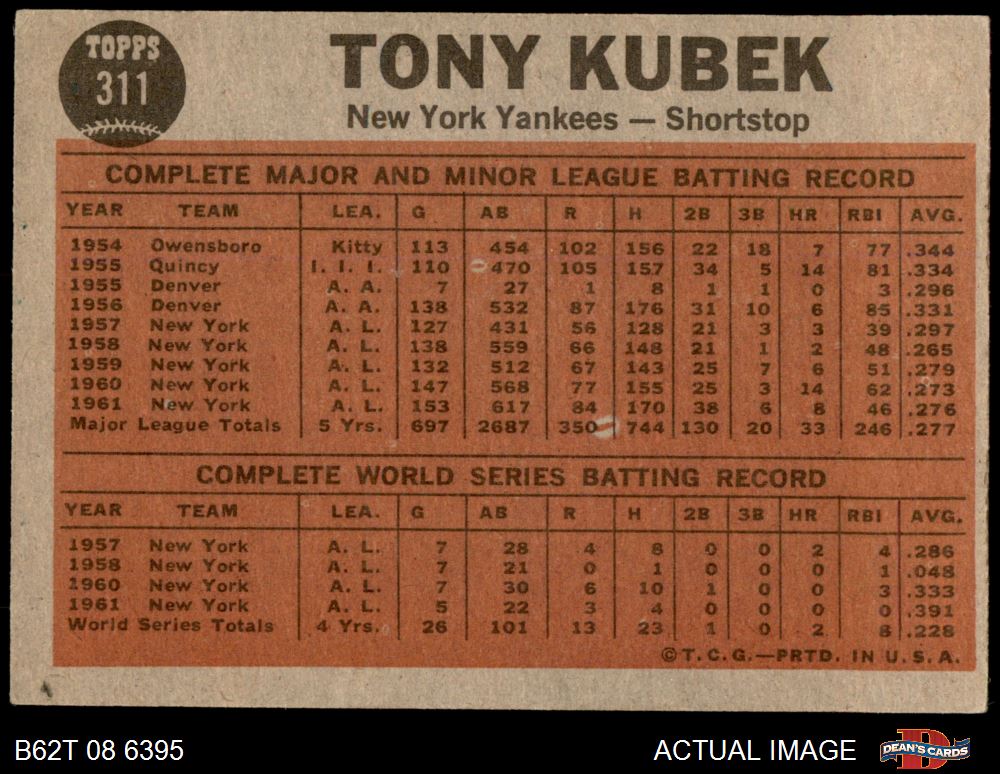 TOPPS
311
TONY KUBEK
New York Yankees — Shortstop
COMPLETE MAJOR AND MINOR LEAGUE BATTING RECORD
YEAR TEAM LEA. G AB R H 2B 3B HR RBI AVG.
1954 Owensboro Kitty 113 454 102 156 22 18 7 77 .344
1955 Quincy I. I. I. 110 470 105 157 34 5 14 81 .334
1955 Denver A. A. 7 27 1 8 1 1 0 3 .296
1956 Denver A. A. 138 532 87 176 31 10 6 85 .331
1957 New York A. L. 127 431 56 128 21 3 3 39 .297
1958 New York A. L. 138 559 66 148 21 1 2 48 .265
1959 New York A. L. 132 512 67 143 25 7 6 51 .279
1960 New York A. L. 147 568 77 155 25 3 14 62 .273
1961 New York A. L. 153 617 84 170 38 6 8 46 .276
Major League Totals 5 Yrs. 697 2687 350 744 130 20 33 246 .277
COMPLETE WORLD SERIES BATTING RECORD
YEAR TEAM LEA. G AB R H 2B 3B HR RBI AVG.
1957 New York A. L. 7 28 4 8 0 0 2 4 .286
1958 New York A. L. 7 21 0 1 0 0 0 1 .048
1960 New York A. L. 7 30 6 10 1 0 0 3 .333
1961 New York A. L. 5 22 3 4 0 0 0 0 .391
World Series Totals 4 Yrs. 26 101 13 23 1 0 2 8 .228
©T.C.G.—PRTD. IN U.S.A.
B62T 08 6395
ACTUAL IMAGE
DEAN'S CARDS